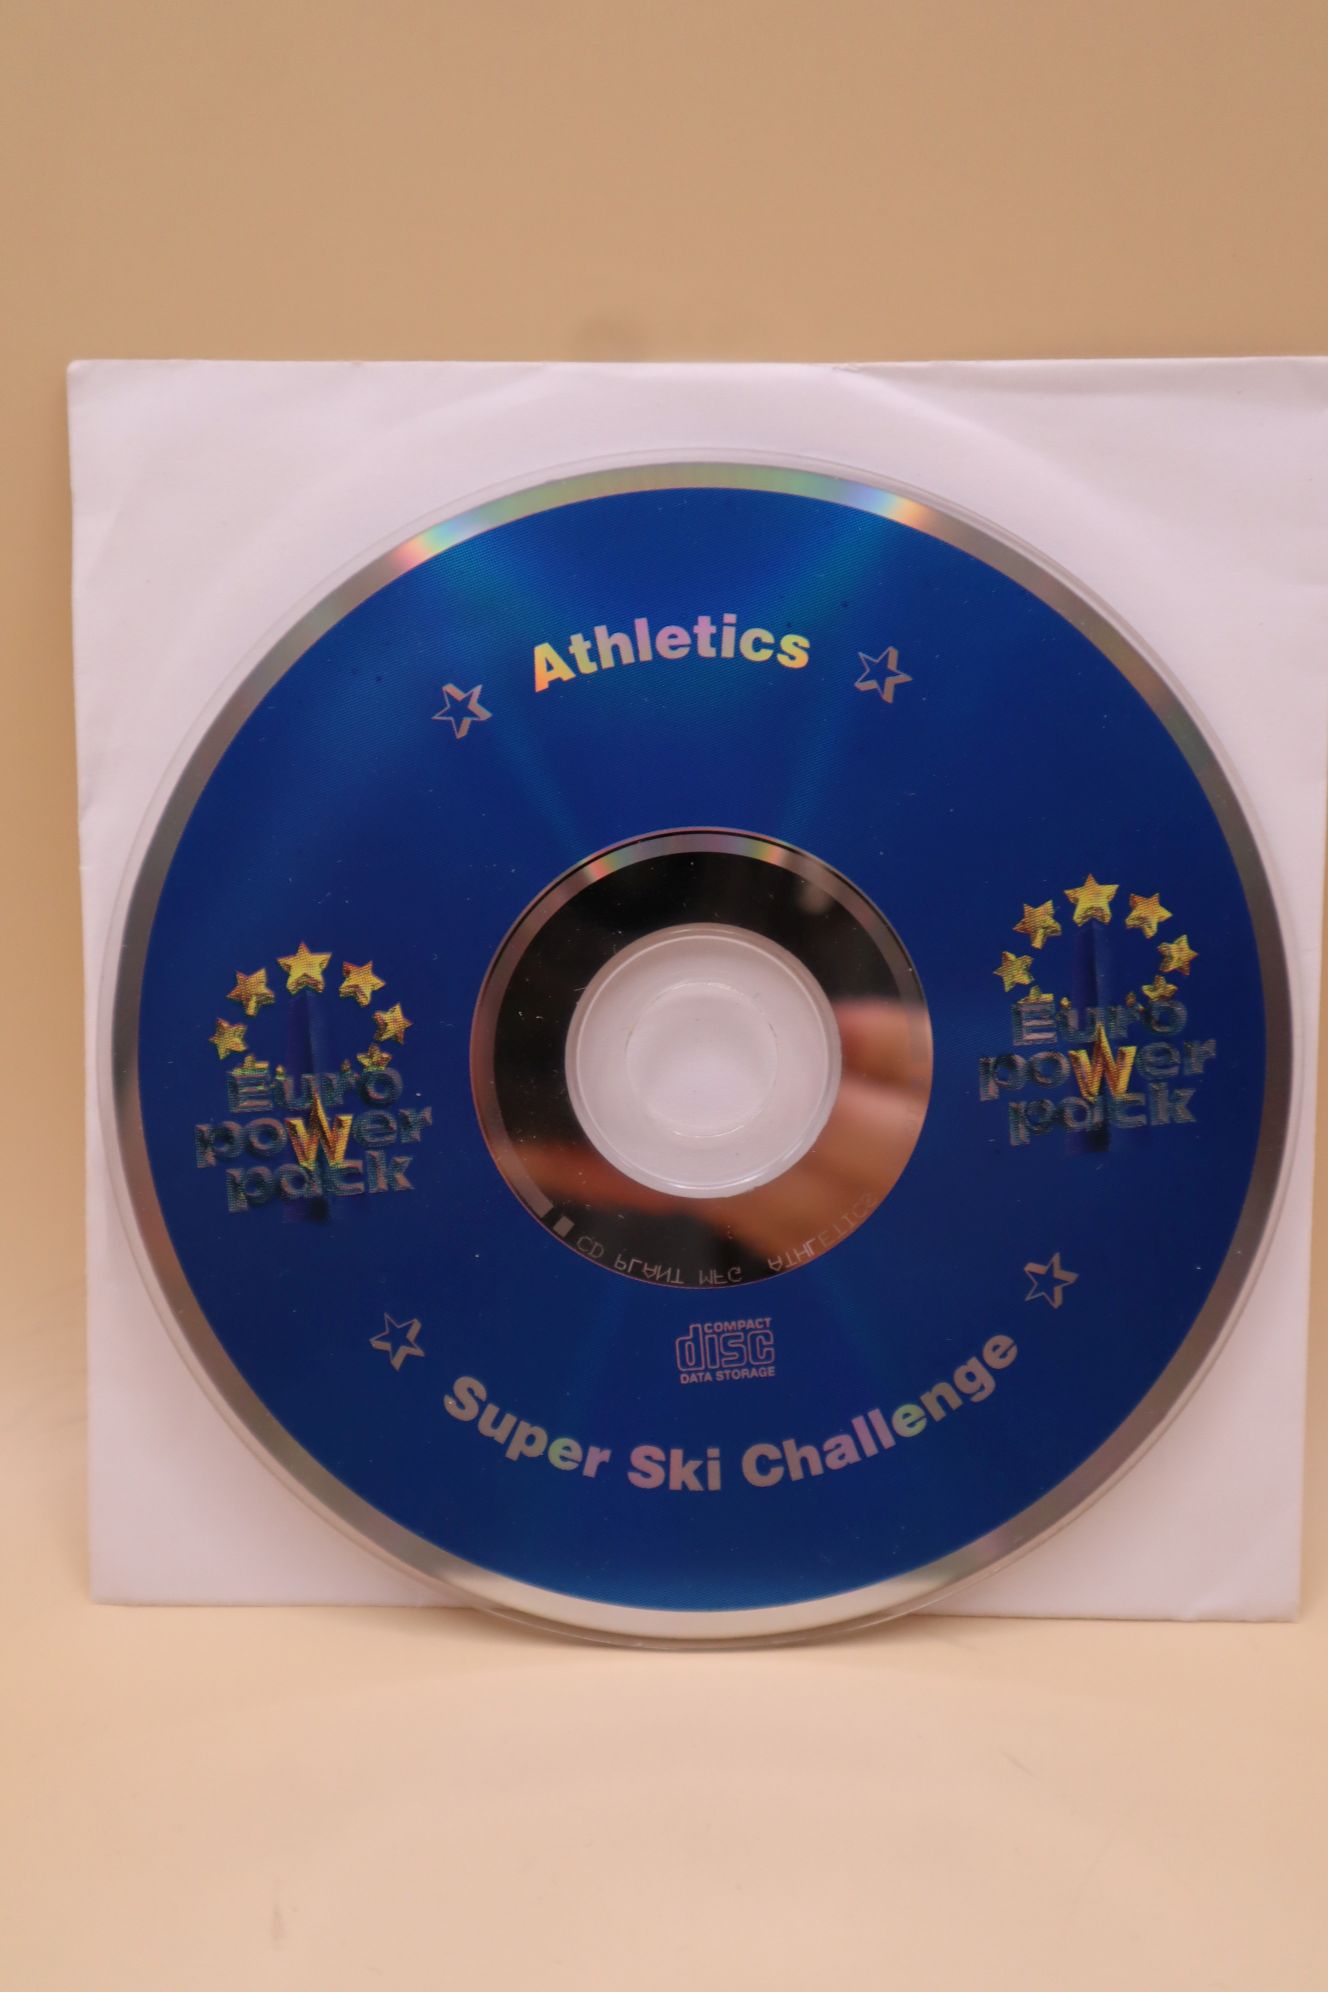 Athletics
Euro
power
pack
Euro
power
pack
CD PLANT MFG ATHLETICS
COMPACT
disc
DATA STORAGE
Super Ski Challenge